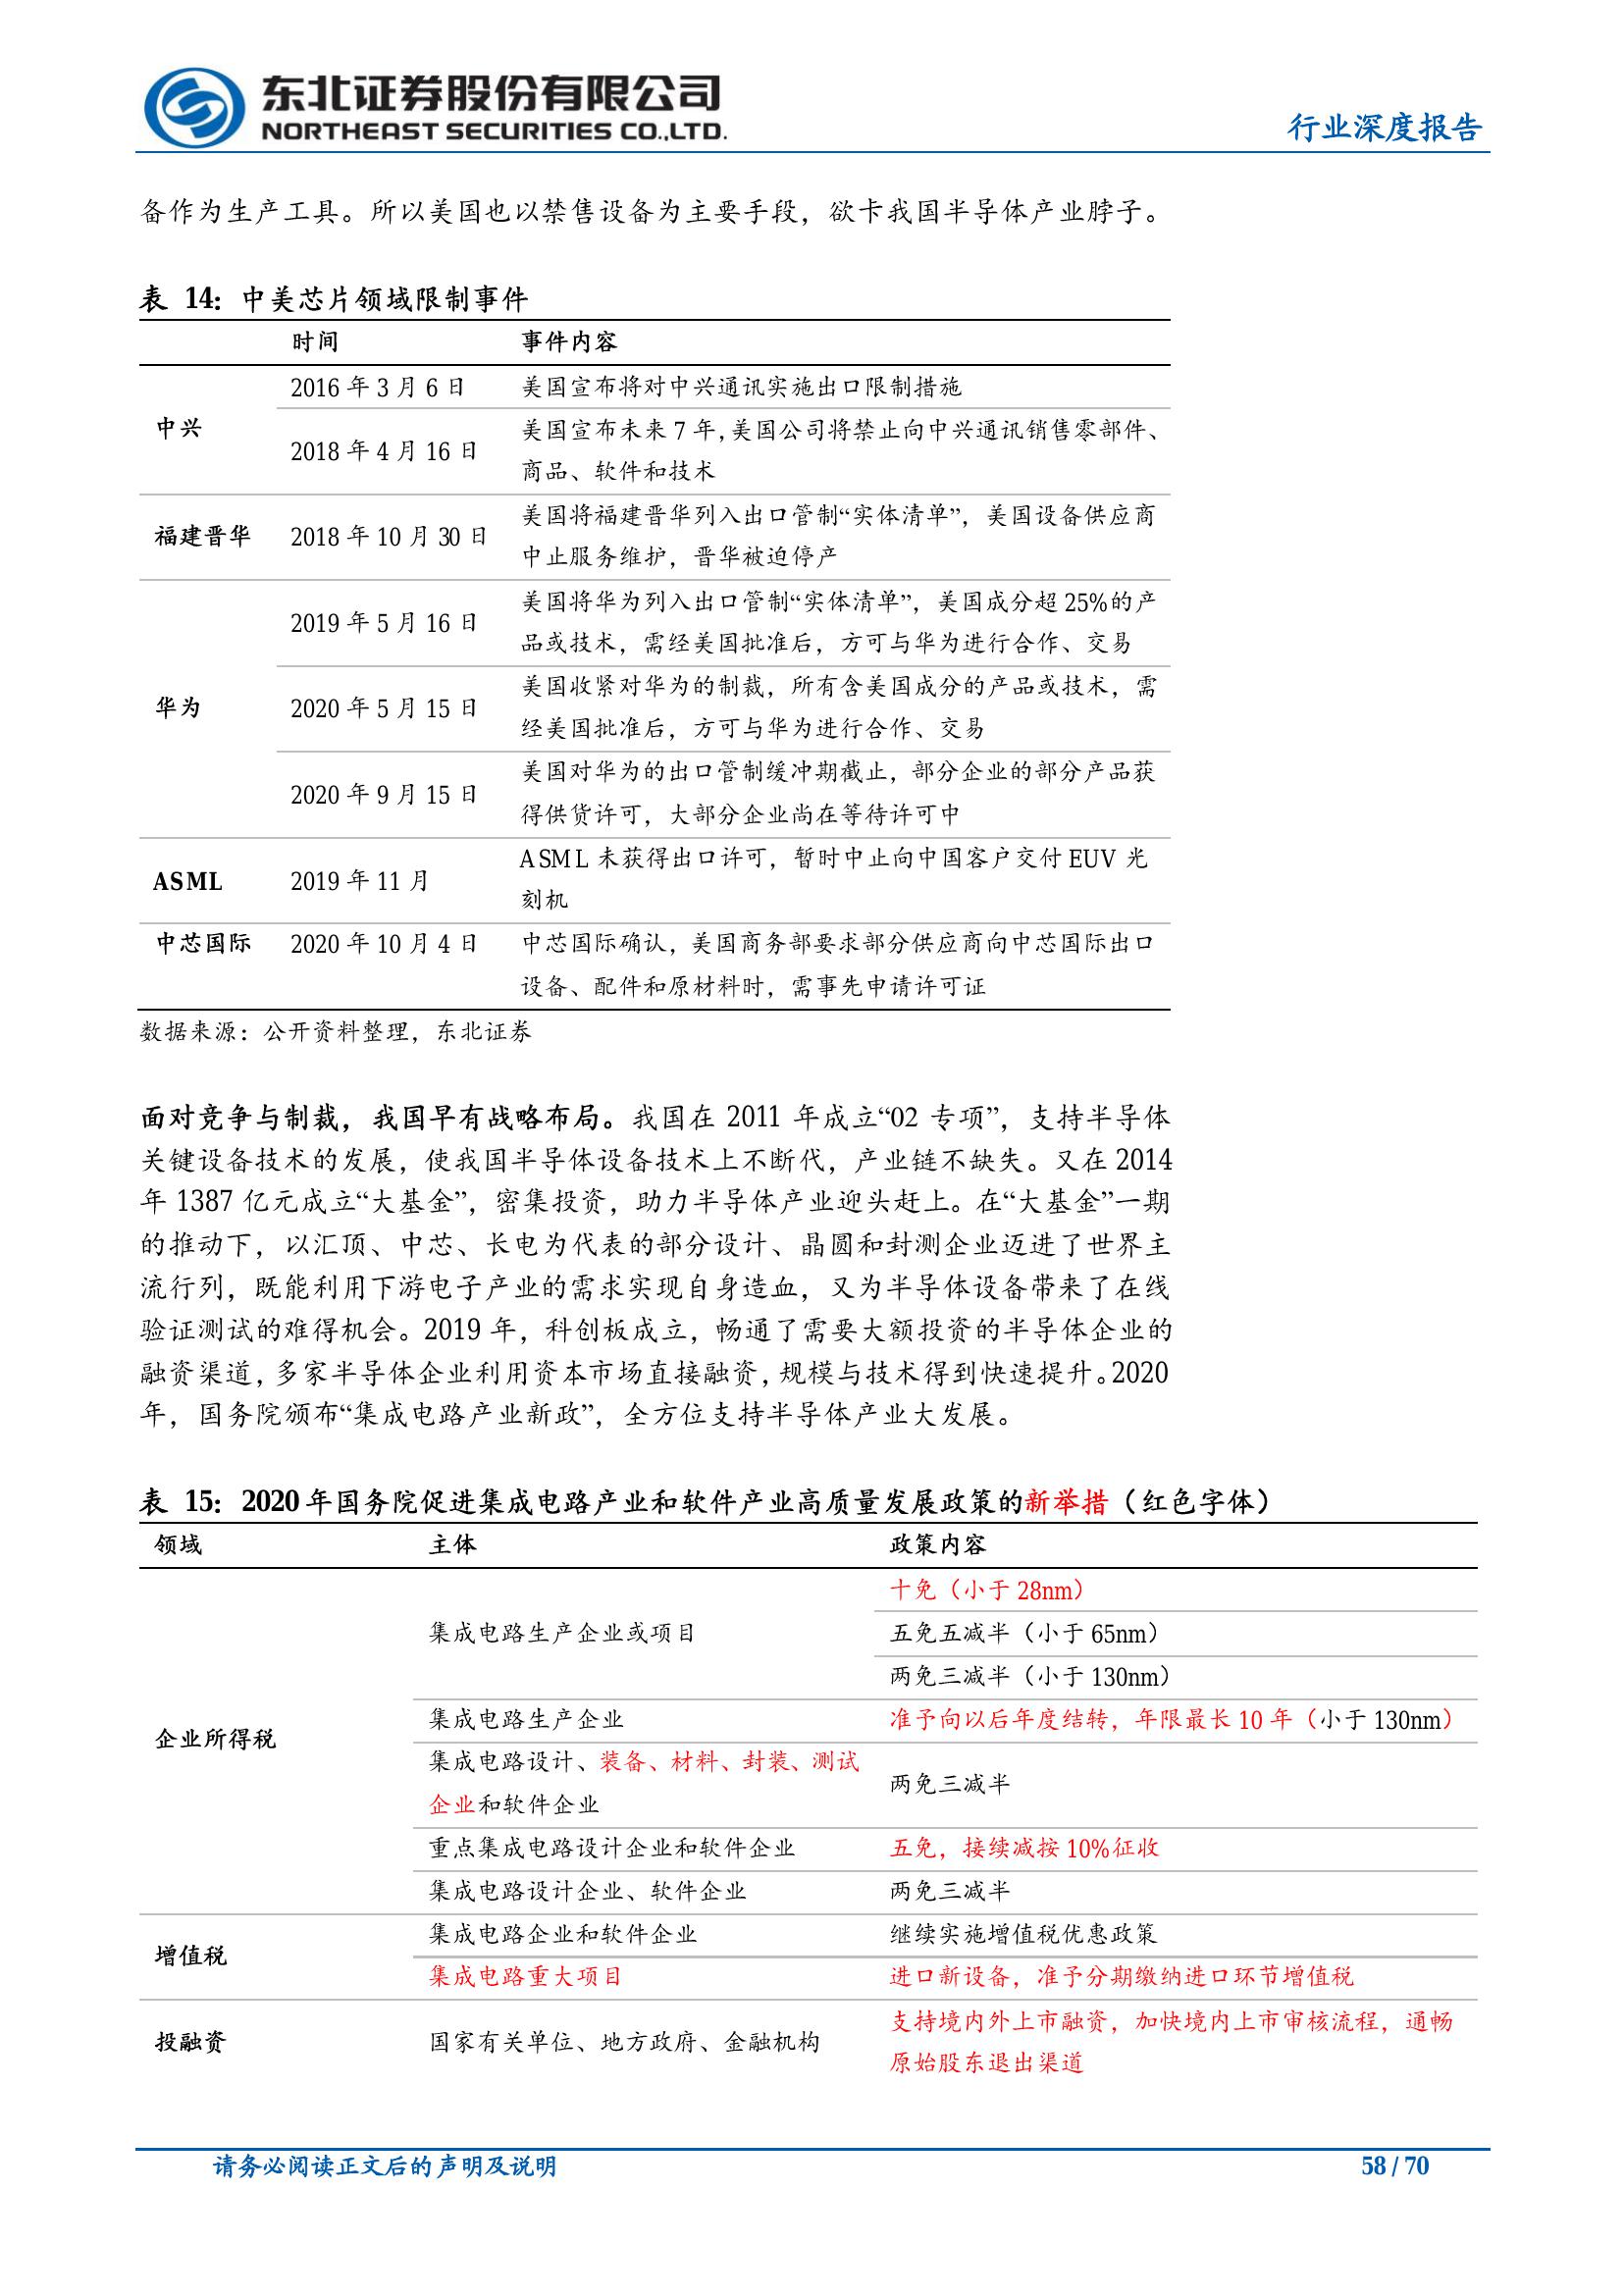 东北证券股份有限公司
NORTHEAST SECURITIES CO.,LTD.
行业深度报告
备作为生产工具。所以美国也以禁售设备为主要手段，欲卡我国半导体产业脖子。
表 14：中美芯片领域限制事件
时间 事件内容
中兴
2016 年 3 月 6 日 美国宣布将对中兴通讯实施出口限制措施
2018 年 4 月 16 日 美国宣布未来 7 年,美国公司将禁止向中兴通讯销售零部件、
商品、软件和技术
福建晋华 2018 年 10 月 30 日 美国将福建晋华列入出口管制“实体清单”，美国设备供应商
中止服务维护，晋华被迫停产
华为
2019 年 5 月 16 日 美国将华为列入出口管制“实体清单”，美国成分超 25%的产
品或技术，需经美国批准后，方可与华为进行合作、交易
2020 年 5 月 15 日 美国收紧对华为的制裁，所有含美国成分的产品或技术，需
经美国批准后，方可与华为进行合作、交易
2020 年 9 月 15 日 美国对华为的出口管制缓冲期截止，部分企业的部分产品获
得供货许可，大部分企业尚在等待许可中
ASML 2019 年 11 月 ASML 未获得出口许可，暂时中止向中国客户交付 EUV 光
刻机
中芯国际 2020 年 10 月 4 日 中芯国际确认，美国商务部要求部分供应商向中芯国际出口
设备、配件和原材料时，需事先申请许可证
数据来源：公开资料整理，东北证券
面对竞争与制裁，我国早有战略布局。我国在 2011 年成立“02 专项”，支持半导体
关键设备技术的发展，使我国半导体设备技术上不断代，产业链不缺失。又在 2014
年 1387 亿元成立“大基金”，密集投资，助力半导体产业迎头赶上。在“大基金”一期
的推动下，以汇顶、中芯、长电为代表的部分设计、晶圆和封测企业迈进了世界主
流行列，既能利用下游电子产业的需求实现自身造血，又为半导体设备带来了在线
验证测试的难得机会。2019 年，科创板成立，畅通了需要大额投资的半导体企业的
融资渠道，多家半导体企业利用资本市场直接融资，规模与技术得到快速提升。2020
年，国务院颁布“集成电路产业新政”，全方位支持半导体产业大发展。
表 15：2020 年国务院促进集成电路产业和软件产业高质量发展政策的新举措（红色字体）
领域 主体 政策内容
企业所得税
集成电路生产企业或项目
十免（小于 28nm）
五免五减半（小于 65nm）
两免三减半（小于 130nm）
集成电路生产企业 准予向以后年度结转，年限最长 10 年（小于 130nm）
集成电路设计、装备、材料、封装、测试
企业和软件企业 两免三减半
重点集成电路设计企业和软件企业 五免，接续减按 10%征收
集成电路设计企业、软件企业 两免三减半
增值税
集成电路企业和软件企业 继续实施增值税优惠政策
集成电路重大项目 进口新设备，准予分期缴纳进口环节增值税
投融资 国家有关单位、地方政府、金融机构 支持境内外上市融资，加快境内上市审核流程，通畅
原始股东退出渠道
请务必阅读正文后的声明及说明 58 / 70